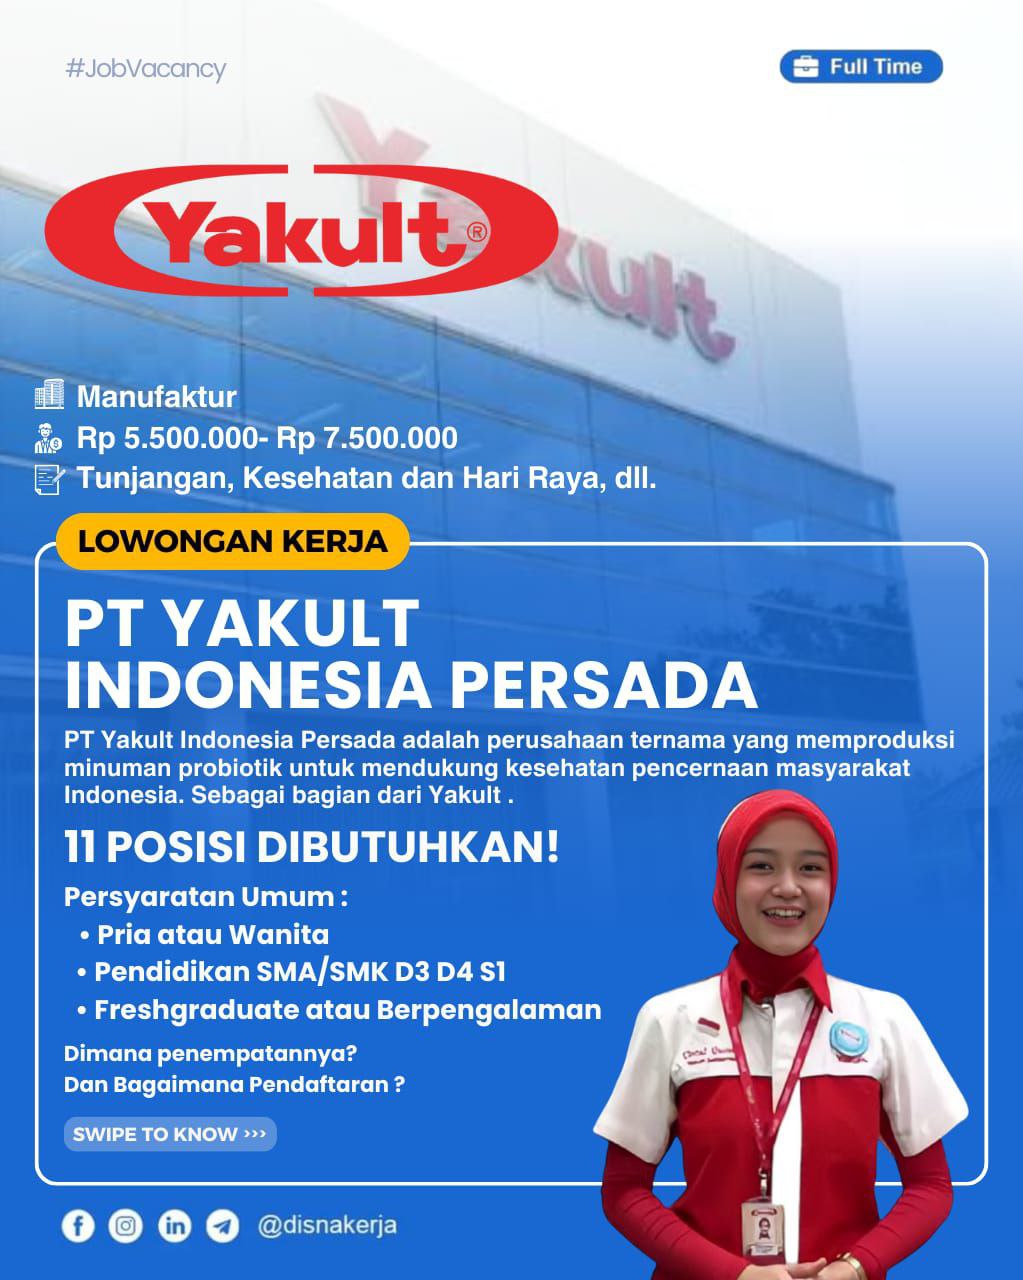 #JobVacancy
Full Time
Yakult
Yakult®
Manufaktur
Rp 5.500.000- Rp 7.500.000
Tunjangan, Kesehatan dan Hari Raya, dll.
LOWONGAN KERJA
PT YAKULT
INDONESIA PERSADA
PT Yakult Indonesia Persada adalah perusahaan ternama yang memproduksi
minuman probiotik untuk mendukung kesehatan pencernaan masyarakat
Indonesia. Sebagai bagian dari Yakult .
11 POSISI DIBUTUHKAN!
Persyaratan Umum :
• Pria atau Wanita
• Pendidikan SMA/SMK D3 D4 S1
• Freshgraduate atau Berpengalaman
Dimana penempatannya?
Dan Bagaimana Pendaftaran ?
SWIPE TO KNOW >>>
@disnakerja